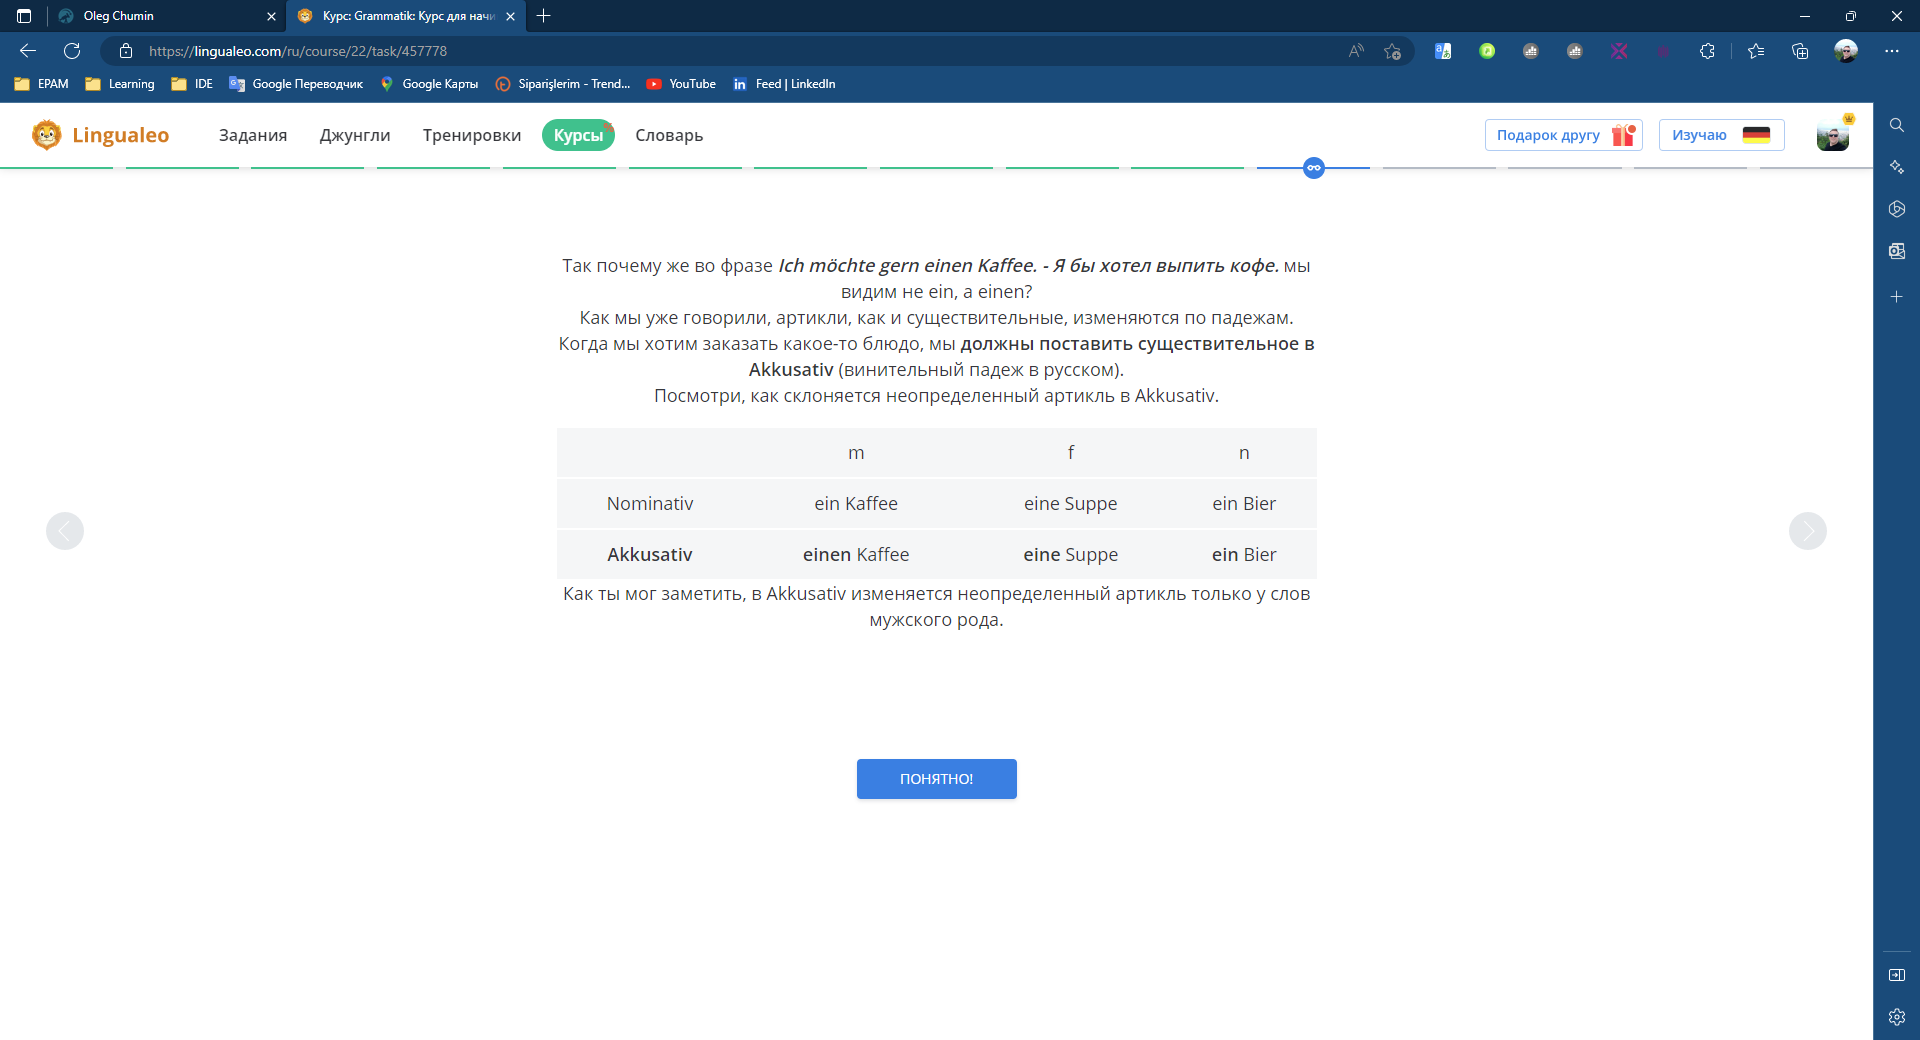 Oleg Chumin
Курс: Grammatik: Курс для начи
https://lingualeo.com/ru/course/22/task/457778
EPAM
Learning
IDE
Google Переводчик
Google Карты
Siparişlerim - Trend...
YouTube
Feed | LinkedIn
Lingualeo
Задания
Джунгли
Тренировки
Курсы
Словарь
Подарок другу
Изучаю
Так почему же во фразе Ich möchte gern einen Kaffee. - Я бы хотел выпить кофе. мы
видим не ein, а einen?
Как мы уже говорили, артикли, как и существительные, изменяются по падежам.
Когда мы хотим заказать какое-то блюдо, мы должны поставить существительное в
Akkusativ (винительный падеж в русском).
Посмотри, как склоняется неопределенный артикль в Akkusativ.
m f n
Nominativ ein Kaffee eine Suppe ein Bier
Akkusativ einen Kaffee eine Suppe ein Bier
Как ты мог заметить, в Akkusativ изменяется неопределенный артикль только у слов
мужского рода.
ПОНЯТНО!